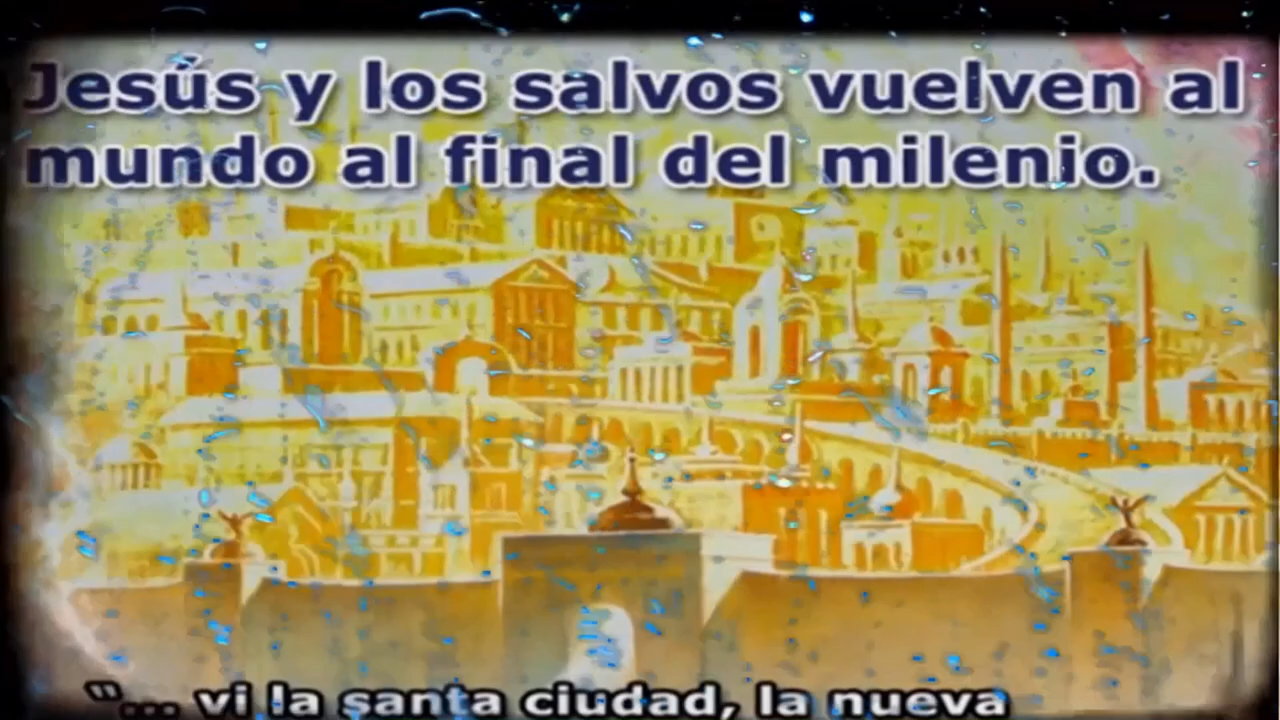 Jesús y los salvos vuelven al
mundo al final del milenio.
“... vi la santa ciudad, la nueva